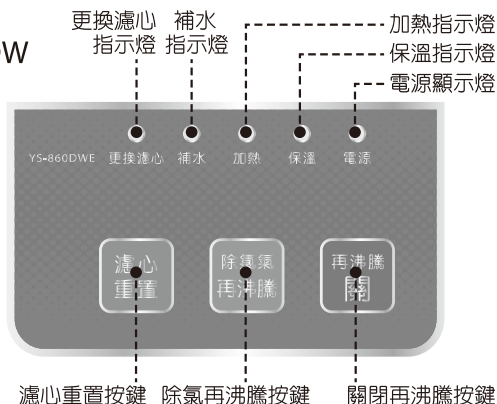 更換濾心
指示燈
補水
指示燈
加熱指示燈
保溫指示燈
電源顯示燈
DW
YS-860DWE 更換濾心 補水 加熱 保溫 電源
濾心
重置
除氯氣
再沸騰
再沸騰
關
濾心重置按鍵 除氯再沸騰按鍵 關閉再沸騰按鍵